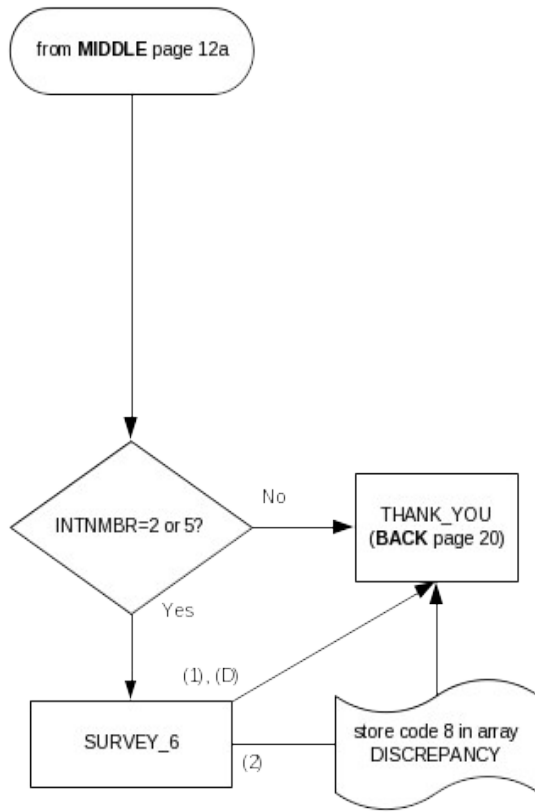 from MIDDLE page 12a
INTNMBR=2 or 5?
No
THANK_YOU
(BACK page 20)
Yes
(1), (D)
SURVEY_6
(2)
store code 8 in array
DISCREPANCY